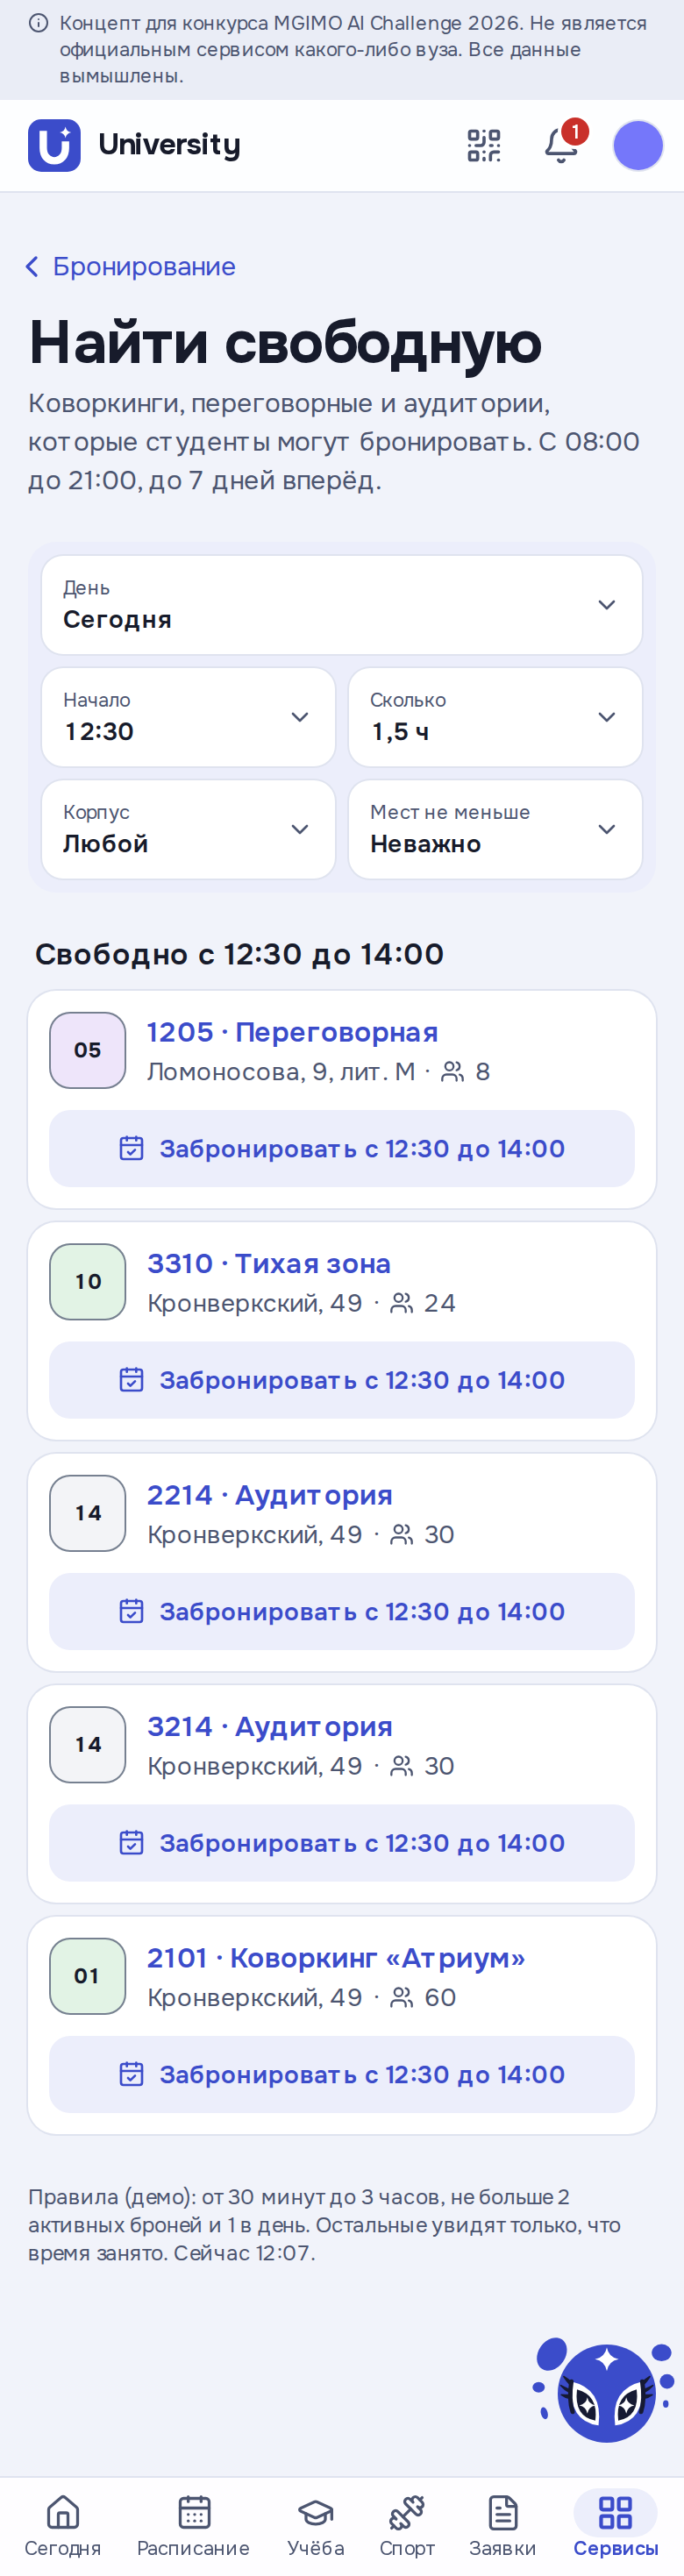 Концепт для конкурса MGIMO AI Challenge 2026. Не является
официальным сервисом какого-либо вуза. Все данные
вымышлены.
University
1
Бронирование
Найти свободную
Коворкинги, переговорные и аудитории,
которые студенты могут бронировать. С 08:00
до 21:00, до 7 дней вперёд.
День
Сегодня
Начало
12:30
Сколько
1,5 ч
Корпус
Любой
Мест не меньше
Неважно
Свободно с 12:30 до 14:00
05
1205 · Переговорная
Ломоносова, 9, лит. М · 8
Забронировать с 12:30 до 14:00
10
3310 · Тихая зона
Кронверкский, 49 · 24
Забронировать с 12:30 до 14:00
14
2214 · Аудитория
Кронверкский, 49 · 30
Забронировать с 12:30 до 14:00
14
3214 · Аудитория
Кронверкский, 49 · 30
Забронировать с 12:30 до 14:00
01
2101 · Коворкинг «Атриум»
Кронверкский, 49 · 60
Забронировать с 12:30 до 14:00
Правила (демо): от 30 минут до 3 часов, не больше 2
активных броней и 1 в день. Остальные увидят только, что
время занято. Сейчас 12:07.
Сегодня
Расписание
Учёба
Спорт
Заявки
Сервисы